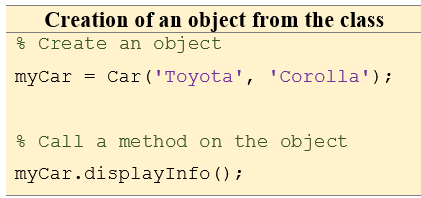 Creation of an object from the class
% Create an object
myCar = Car('Toyota', 'Corolla');
% Call a method on the object
myCar.displayInfo();